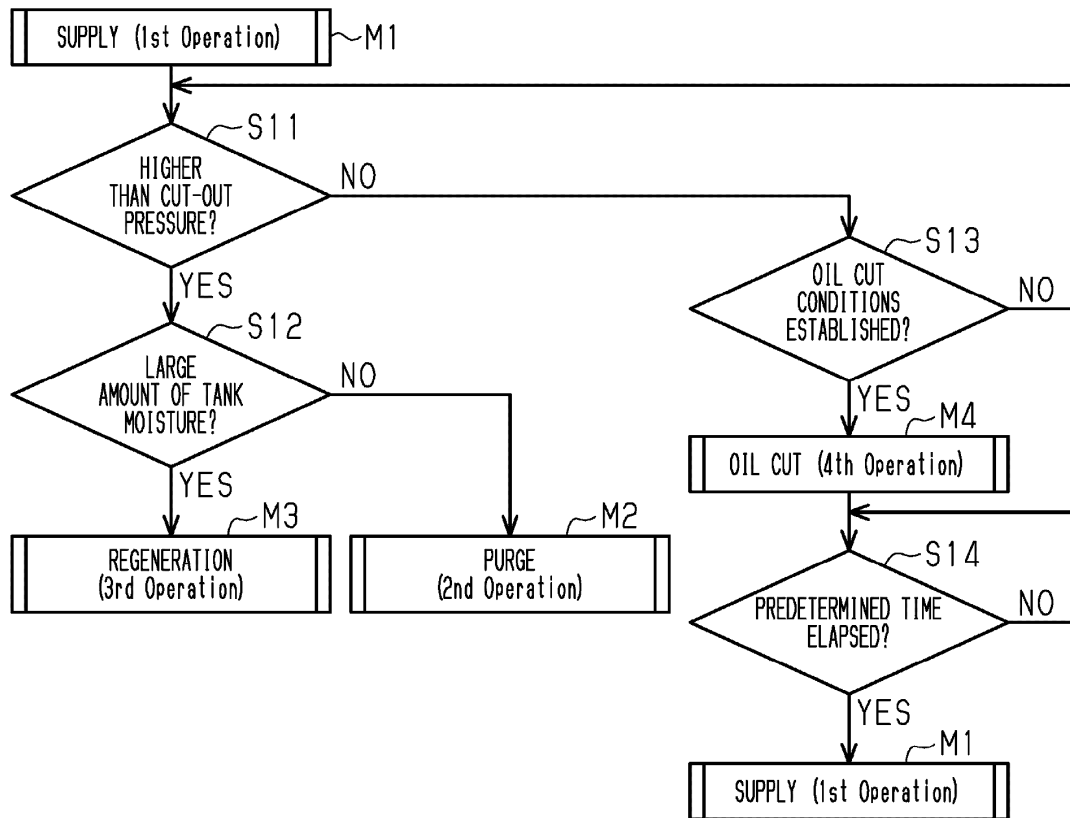 SUPPLY (1st Operation)
M1
S11
HIGHER
THAN CUT-OUT
PRESSURE?
NO
YES
S12
LARGE
AMOUNT OF TANK
MOISTURE?
NO
YES
M3
REGENERATION
(3rd Operation)
M2
PURGE
(2nd Operation)
S13
OIL CUT
CONDITIONS
ESTABLISHED?
NO
YES
M4
OIL CUT (4th Operation)
S14
PREDETERMINED TIME
ELAPSED?
NO
YES
M1
SUPPLY (1st Operation)